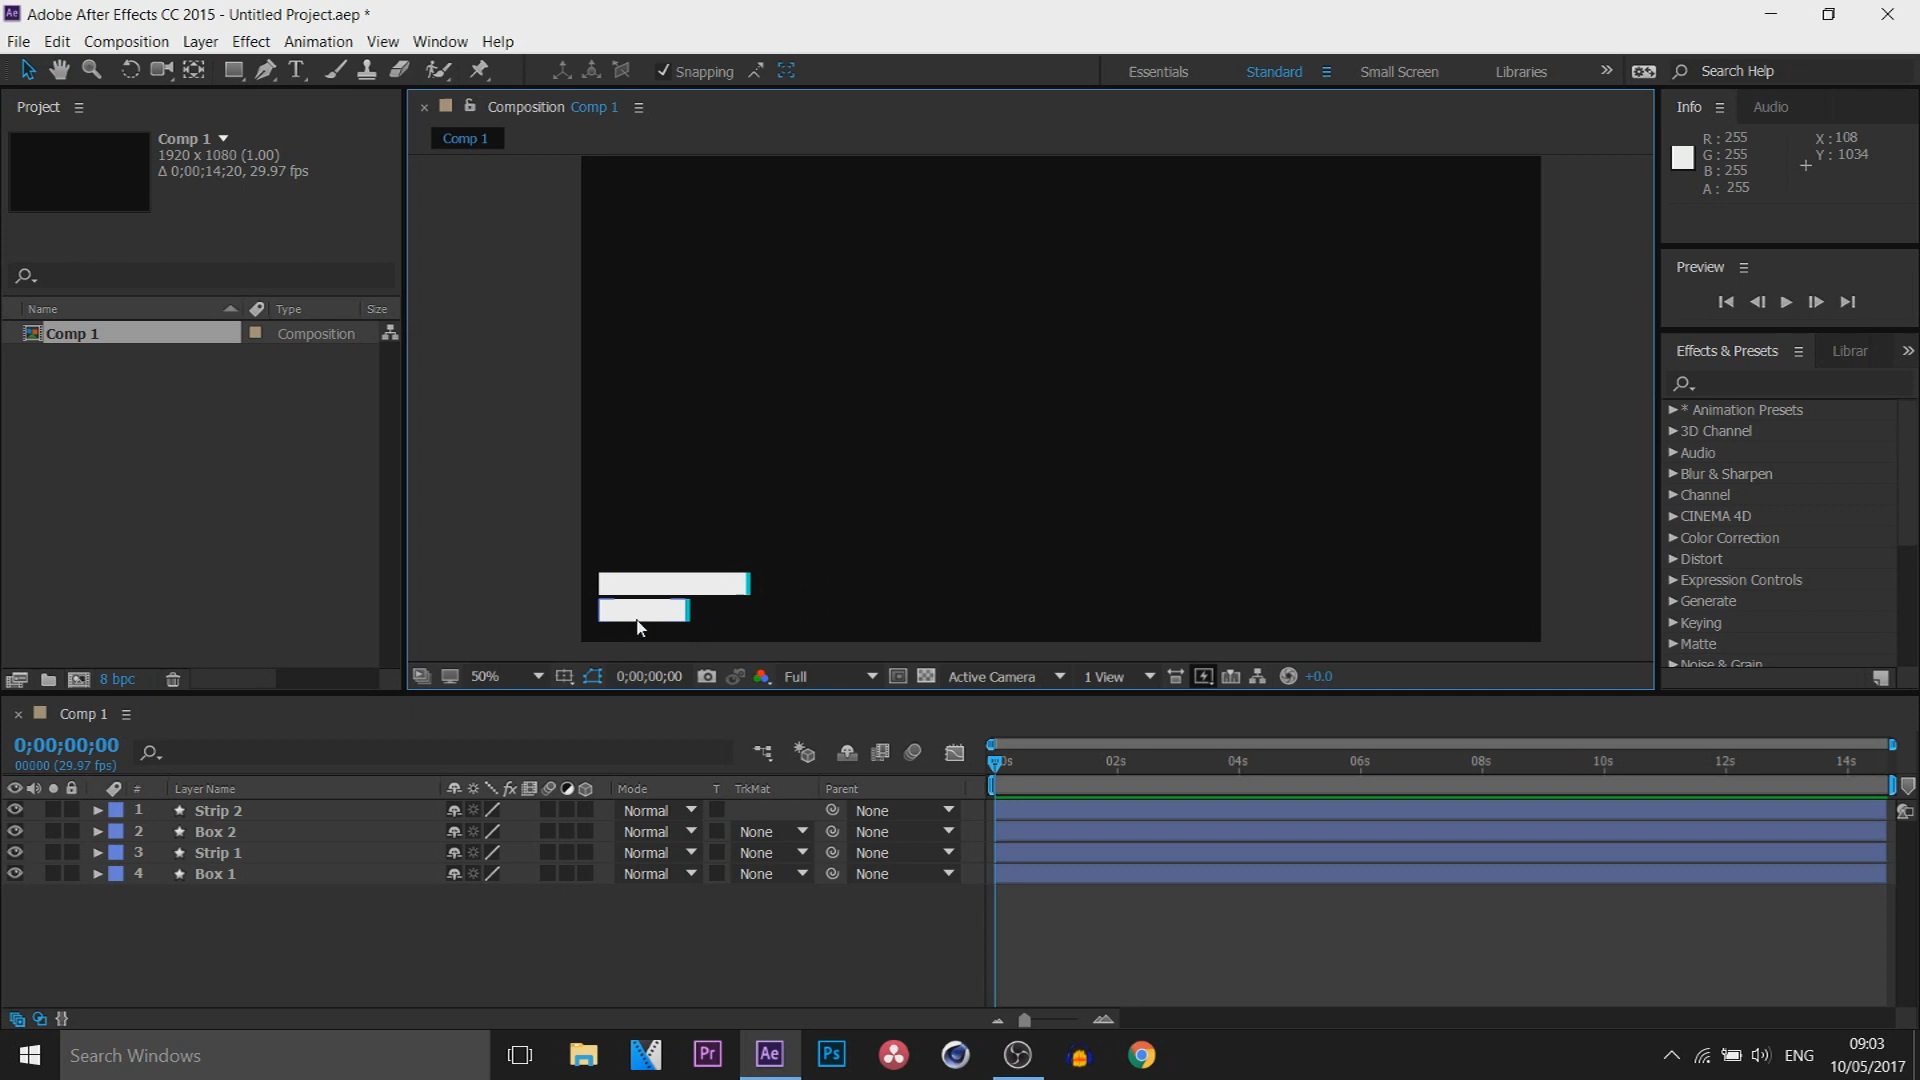 Adobe After Effects CC 2015 - Untitled Project.aep *
File Edit Composition Layer Effect Animation View Window Help
Snapping Essentials Standard Small Screen Libraries Search Help
Project
Comp 1
1920 x 1080 (1.00)
Δ 0;00;14;20, 29.97 fps
Name Type Size
Comp 1 Composition
8 bpc
Composition Comp 1
Comp 1
50% 0;00;00;00 Full Active Camera 1 View +0.0
Info Audio
R : 255
G : 255
B : 255
A : 255
X : 108
Y : 1034
Preview
Effects & Presets Librar
* Animation Presets
3D Channel
Audio
Blur & Sharpen
Channel
CINEMA 4D
Color Correction
Distort
Expression Controls
Generate
Keying
Matte
Noise & Grain
Comp 1
0;00;00;00
00000 (29.97 fps)
02s 04s 06s 08s 10s 12s 14s
# Layer Name Mode T TrkMat Parent
1 Strip 2 Normal None
2 Box 2 Normal None None
3 Strip 1 Normal None None
4 Box 1 Normal None None
Search Windows
Pr
Ae
Ps
ENG
09:03
10/05/2017